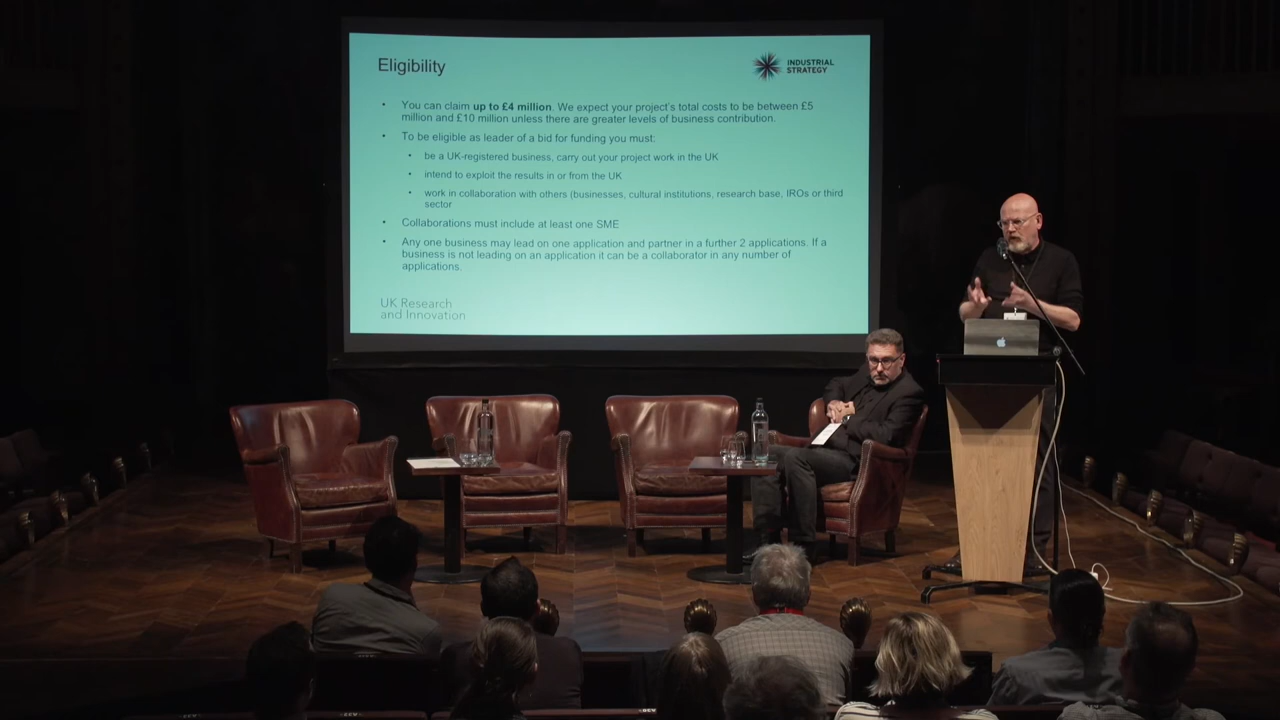 Eligibility
INDUSTRIAL
STRATEGY
• You can claim up to £4 million. We expect your project's total costs to be between £5
million and £10 million unless there are greater levels of business contribution.
• To be eligible as leader of a bid for funding you must:
• be a UK-registered business, carry out your project work in the UK
• intend to exploit the results in or from the UK
• work in collaboration with others (businesses, cultural institutions, research base, IROs or third
sector
• Collaborations must include at least one SME
• Any one business may lead on one application and partner in a further 2 applications. If a
business is not leading on an application it can be a collaborator in any number of
applications.
UK Research
and Innovation